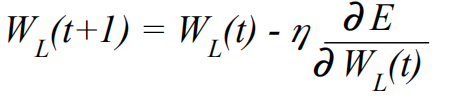 W_L(t+1) = W_L(t) - η ∂E / ∂W_L(t)